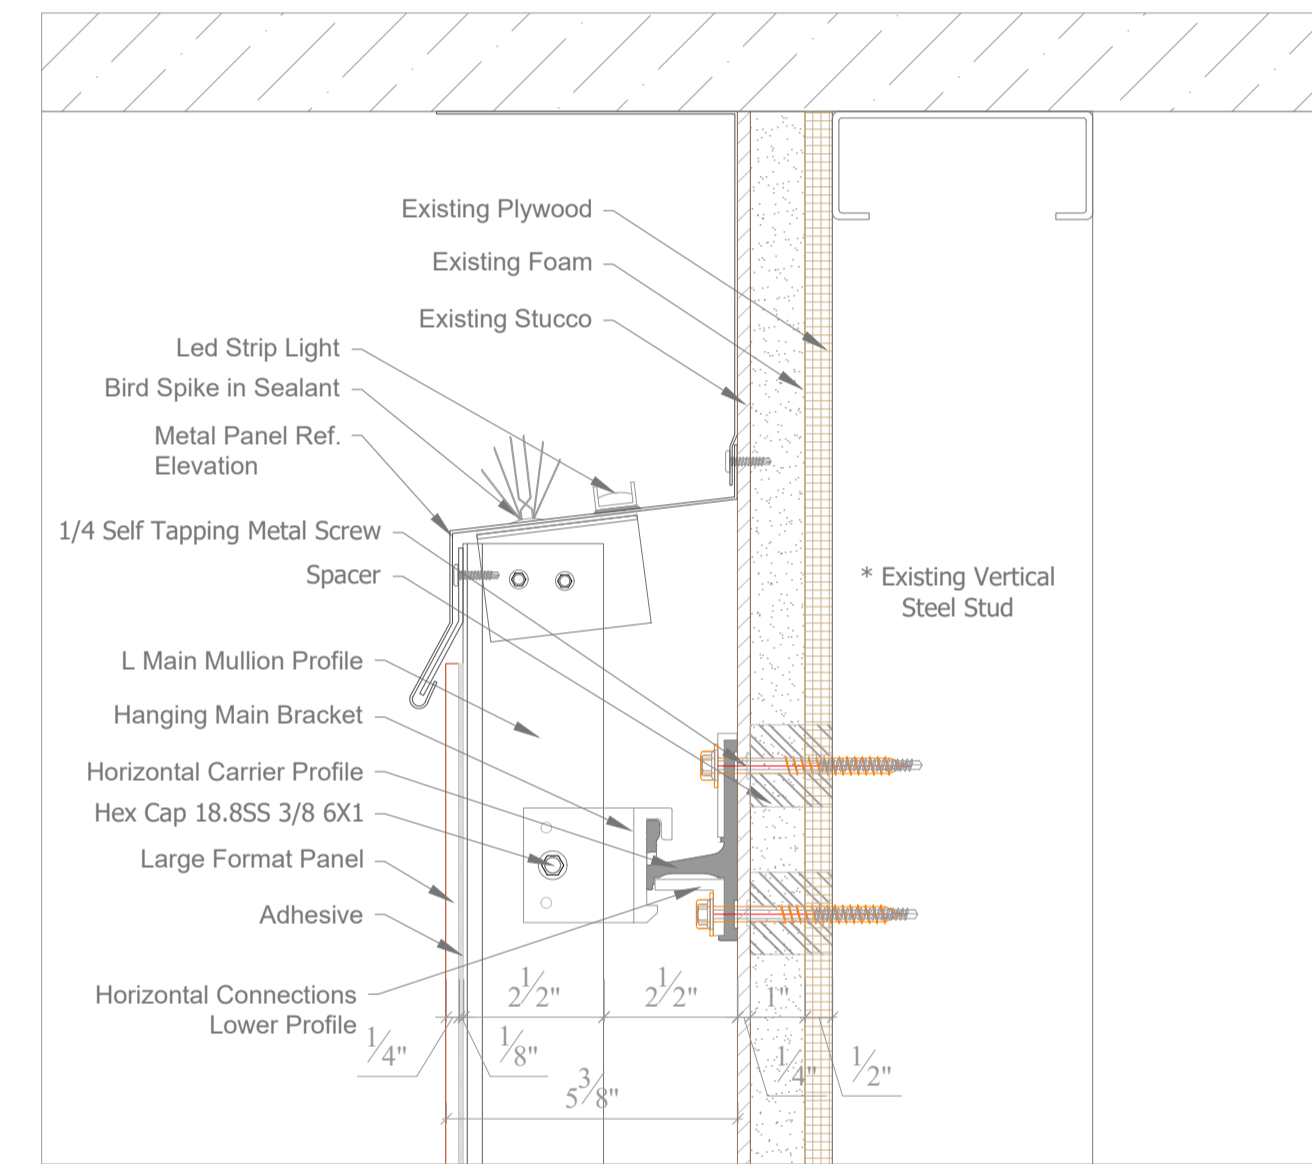 Existing Plywood
Existing Foam
Existing Stucco
Led Strip Light
Bird Spike in Sealant
Metal Panel Ref.
Elevation
1/4 Self Tapping Metal Screw
Spacer
* Existing Vertical
Steel Stud
L Main Mullion Profile
Hanging Main Bracket
Horizontal Carrier Profile
Hex Cap 18.8SS 3/8 6X1
Large Format Panel
Adhesive
Horizontal Connections
Lower Profile
2 1/2"
2 1/2"
1"
1/4"
1/8"
1/4"
1/2"
5 3/8"